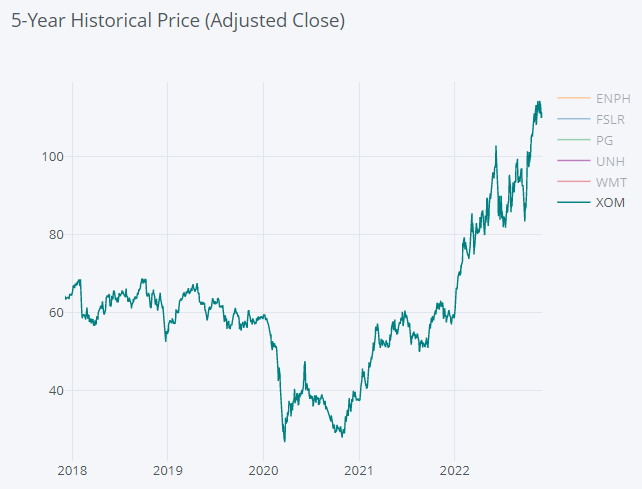 5-Year Historical Price (Adjusted Close)
100
80
60
40
2018 2019 2020 2021 2022
ENPH
FSLR
PG
UNH
WMT
XOM